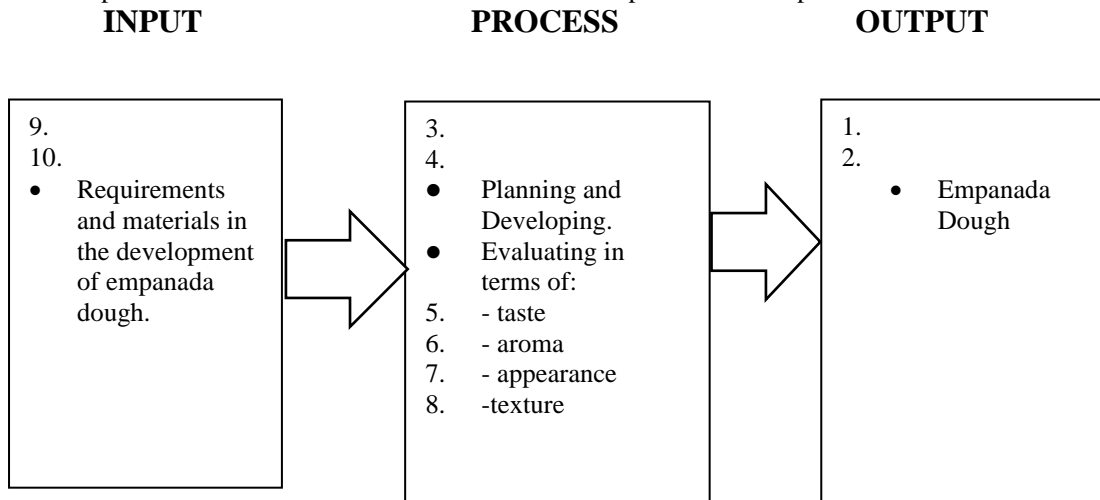 INPUT PROCESS OUTPUT
9.
10.
• Requirements
and materials in
the development
of empanada
dough.
3.
4.
● Planning and
Developing.
● Evaluating in
terms of:
5. - taste
6. - aroma
7. - appearance
8. -texture
1.
2.
• Empanada
Dough